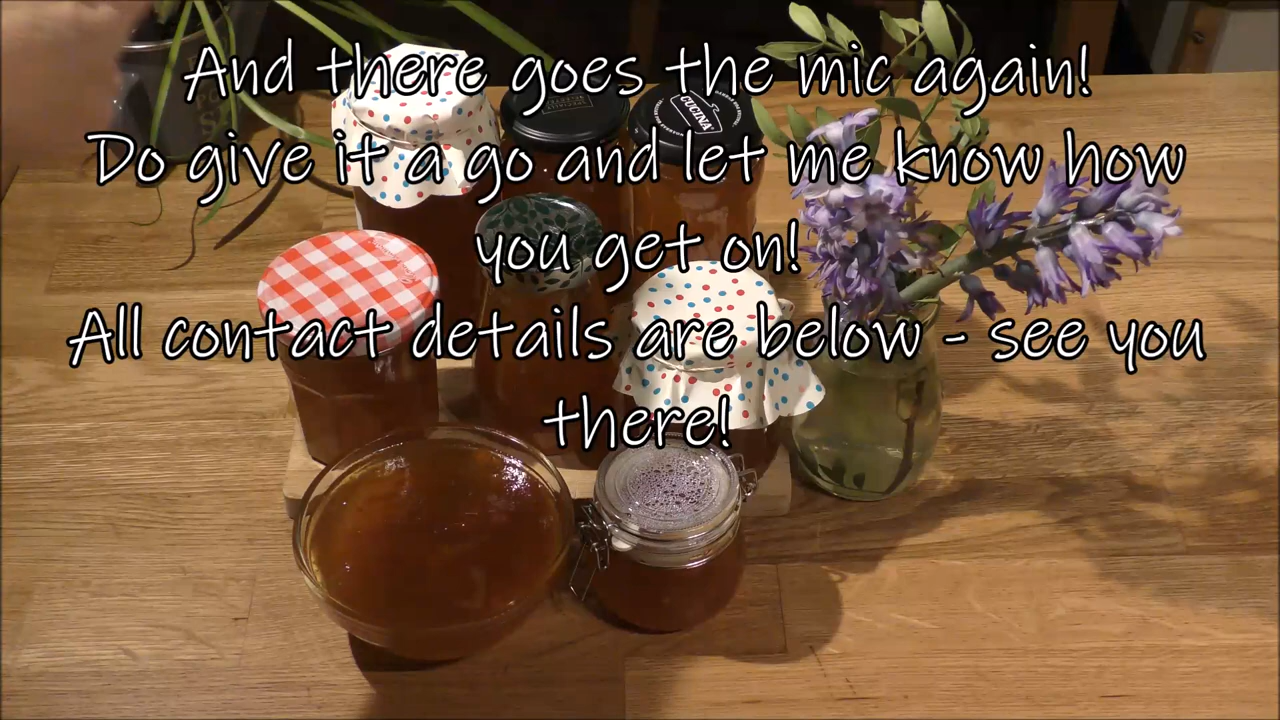 And there goes the mic again!
Do give it a go and let me know how
you get on!
All contact details are below - see you
there!
CUCINA